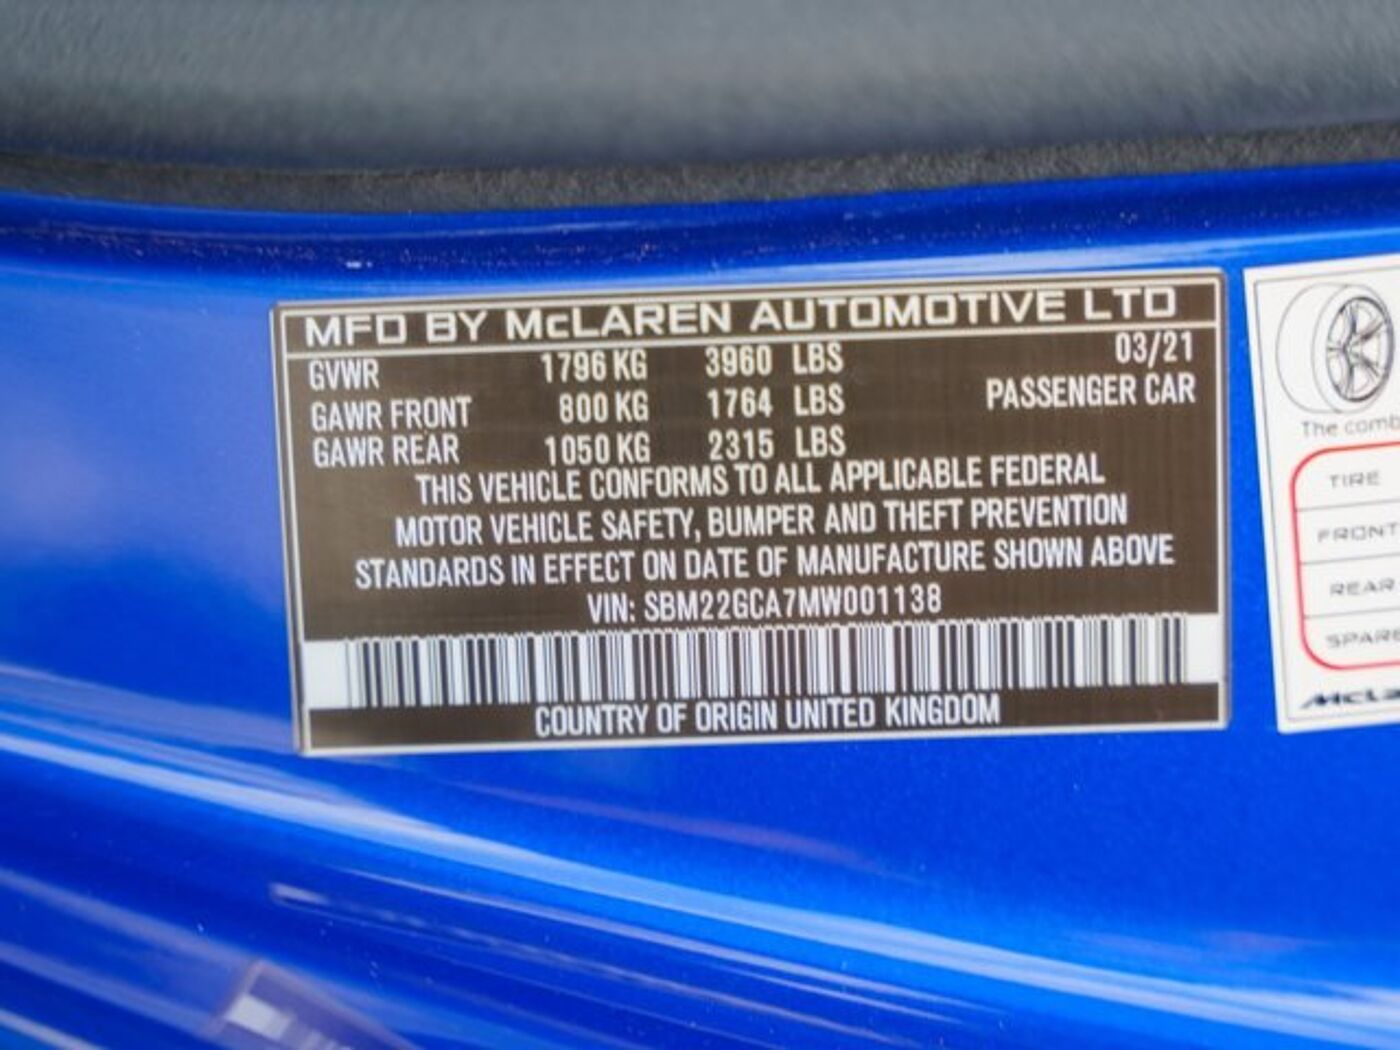 MFD BY McLAREN AUTOMOTIVE LTD
GVWR 1796 KG 3960 LBS 03/21
GAWR FRONT 800 KG 1764 LBS PASSENGER CAR
GAWR REAR 1050 KG 2315 LBS
THIS VEHICLE CONFORMS TO ALL APPLICABLE FEDERAL
MOTOR VEHICLE SAFETY, BUMPER AND THEFT PREVENTION
STANDARDS IN EFFECT ON DATE OF MANUFACTURE SHOWN ABOVE
VIN: SBM22GCA7MW001138
COUNTRY OF ORIGIN UNITED KINGDOM
The comb
TIRE
FRONT
REAR
SPARE